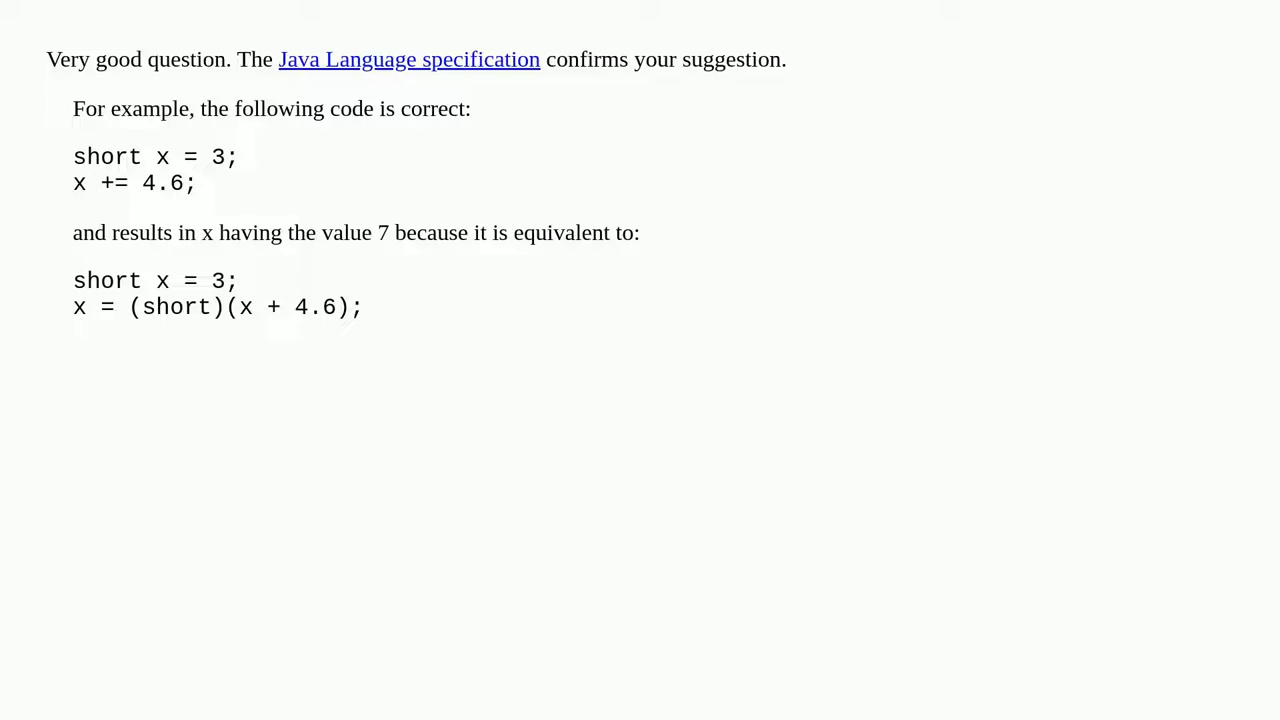 Very good question. The Java Language specification confirms your suggestion.
For example, the following code is correct:
short x = 3;
x += 4.6;
and results in x having the value 7 because it is equivalent to:
short x = 3;
x = (short)(x + 4.6);